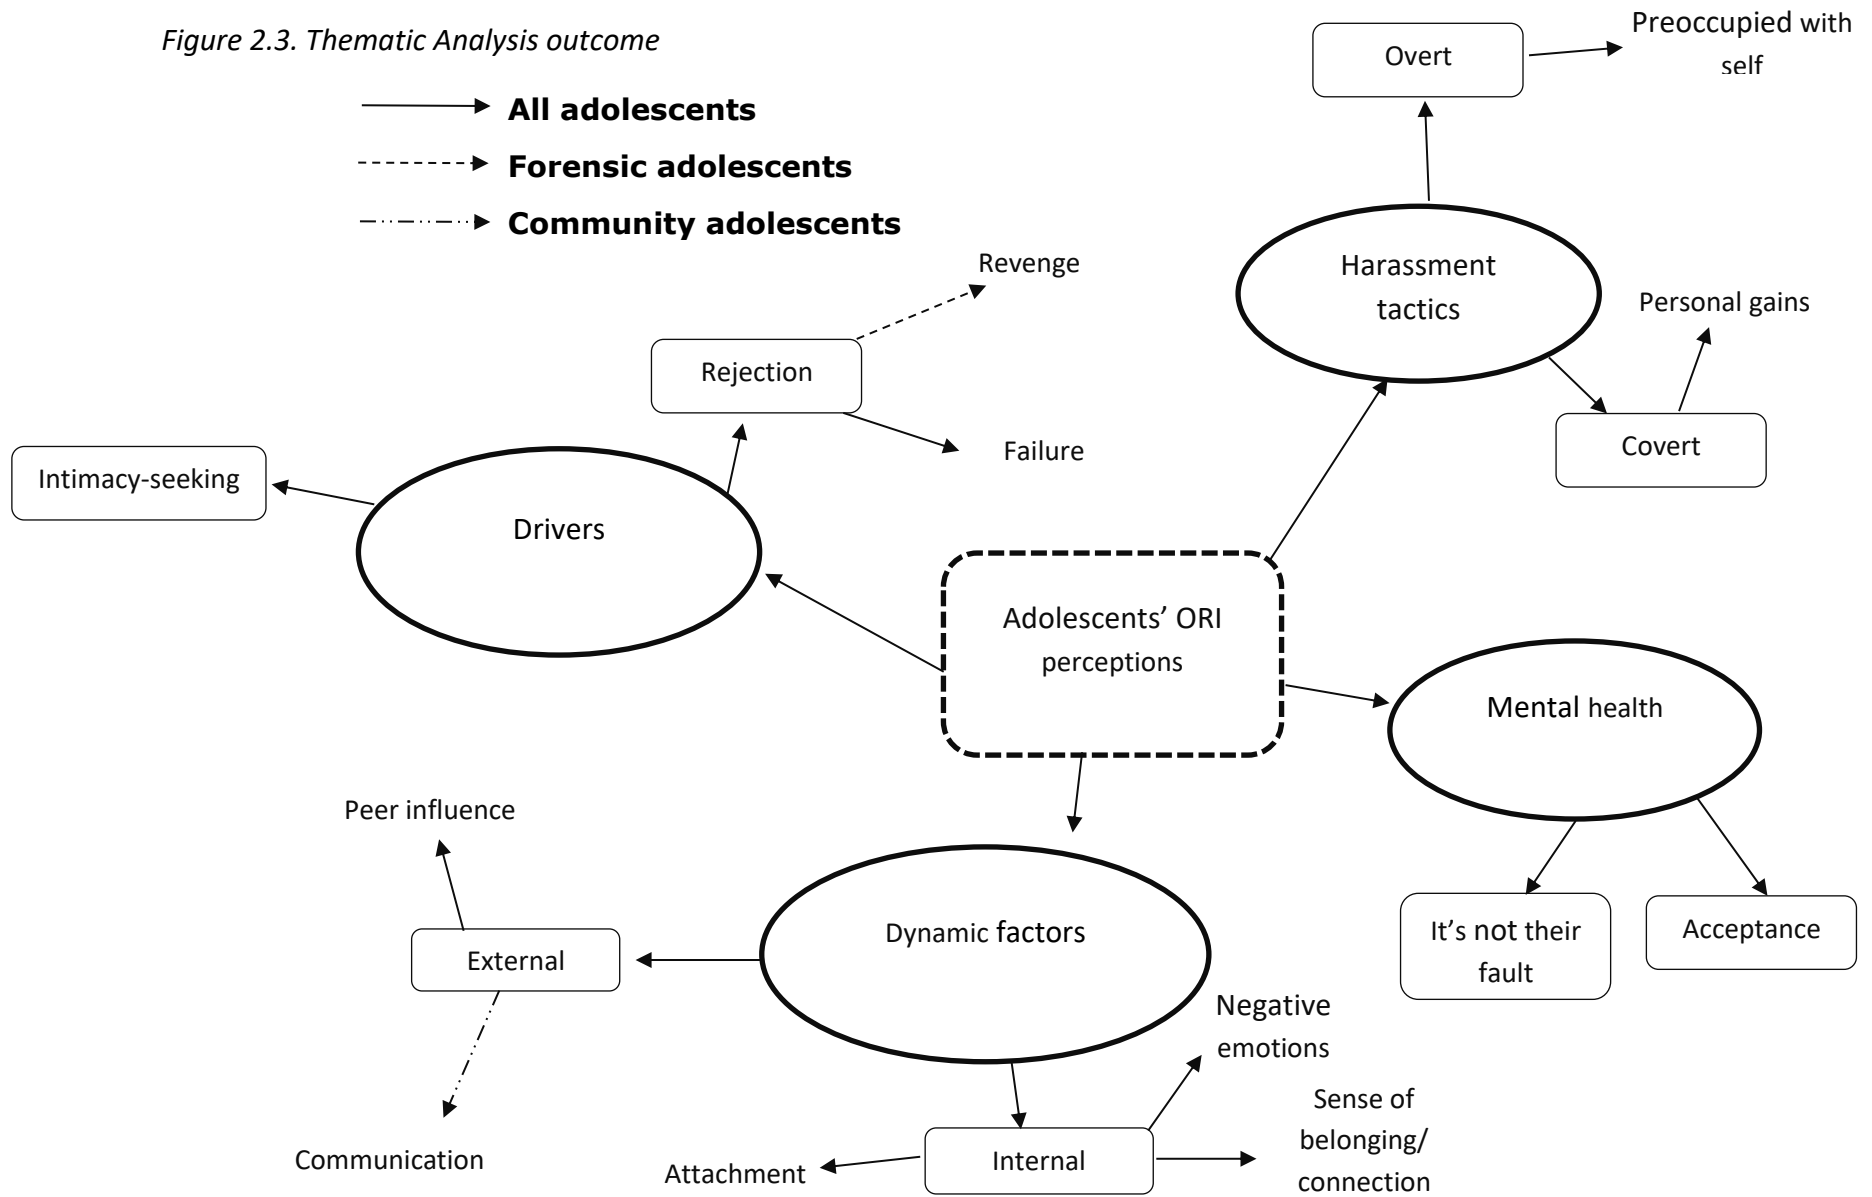 Figure 2.3. Thematic Analysis outcome
All adolescents
Forensic adolescents
Community adolescents
Overt
Preoccupied with
self
Harassment
tactics
Personal gains
Covert
Revenge
Rejection
Failure
Intimacy-seeking
Drivers
Adolescents’ ORI
perceptions
Mental health
It’s not their
fault
Acceptance
Peer influence
External
Communication
Dynamic factors
Negative
emotions
Internal
Attachment
Sense of
belonging/
connection